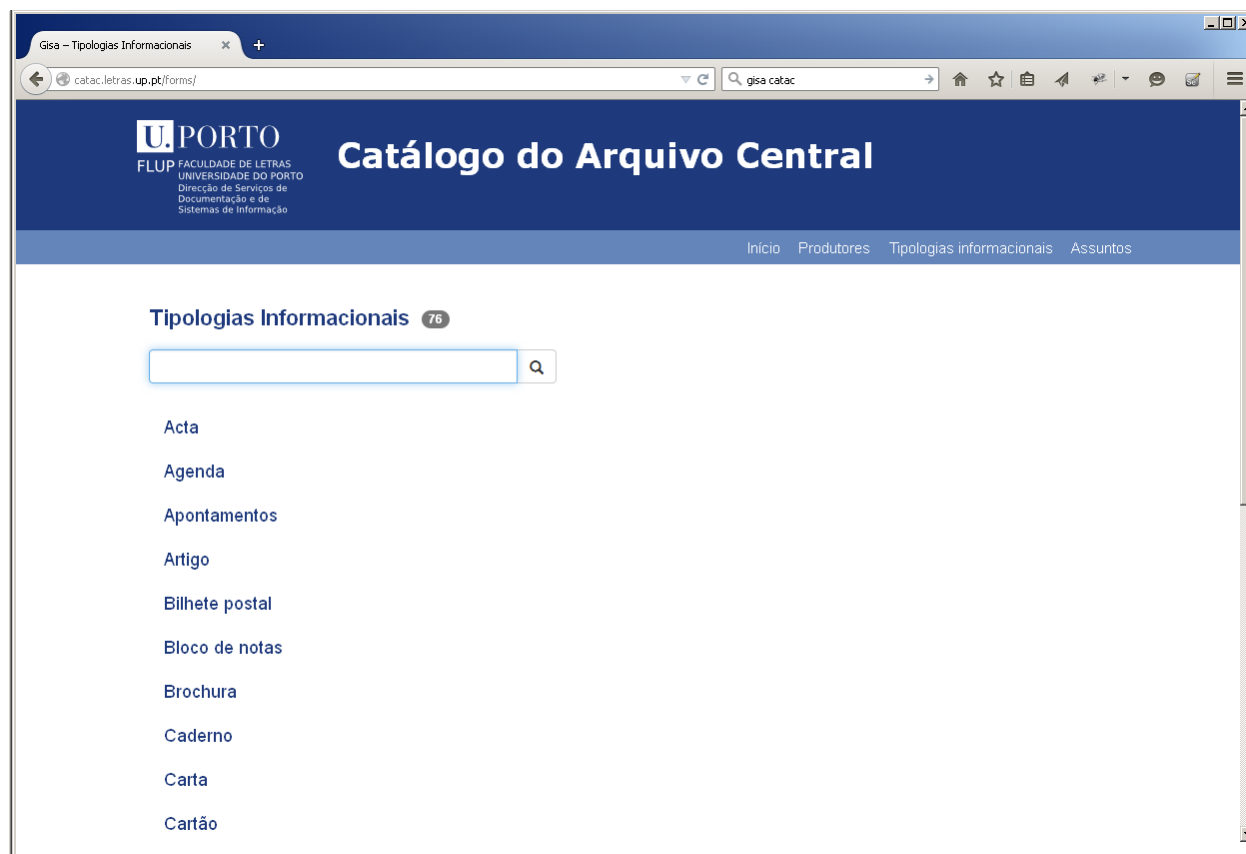 Gisa – Tipologias Informacionais
catac.letras.up.pt/forms/
gisa catac
U.PORTO
FLUP FACULDADE DE LETRAS
UNIVERSIDADE DO PORTO
Direcção de Serviços de
Documentação e de
Sistemas de Informação
Catálogo do Arquivo Central
Início Produtores Tipologias informacionais Assuntos
Tipologias Informacionais 76
Acta
Agenda
Apontamentos
Artigo
Bilhete postal
Bloco de notas
Brochura
Caderno
Carta
Cartão